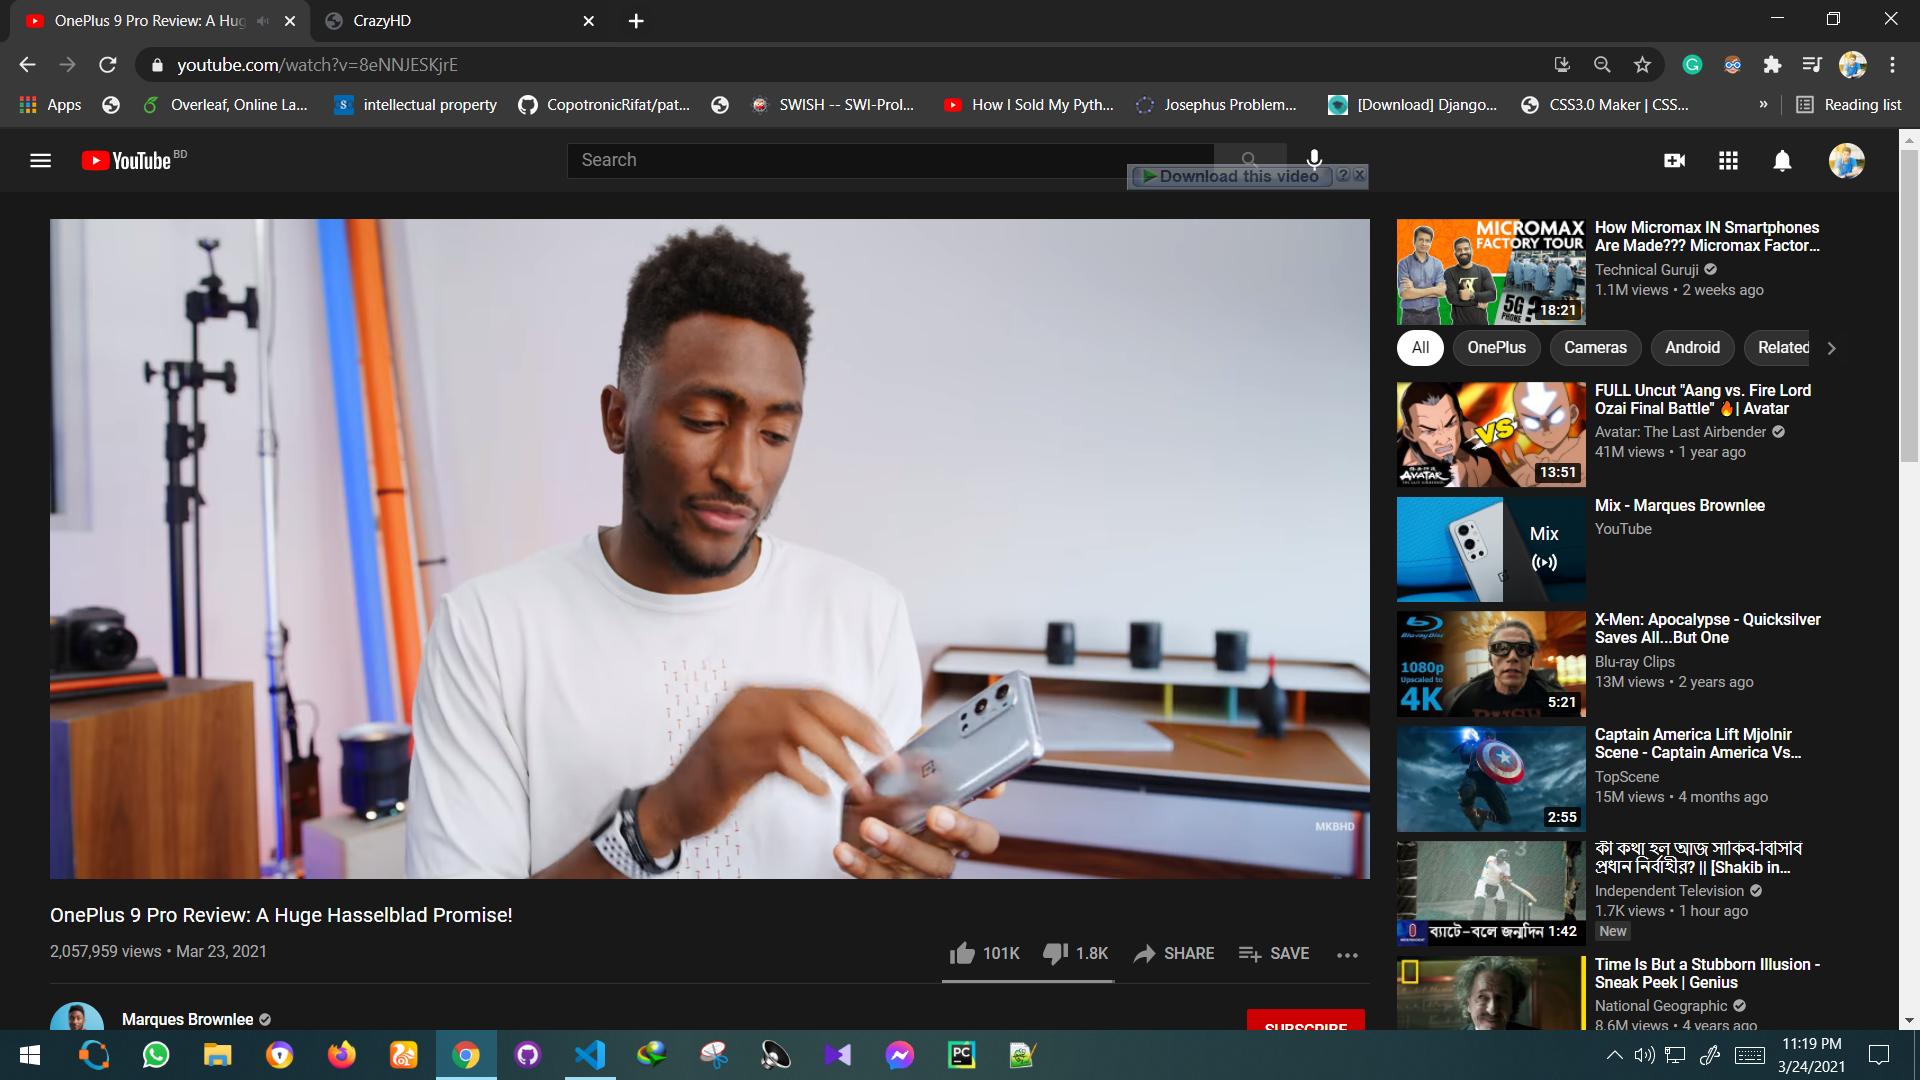 OnePlus 9 Pro Review: A Hug
CrazyHD
youtube.com/watch?v=8eNNJESKjrE
Apps
Overleaf, Online La...
intellectual property
CopotronicRifat/pat...
SWISH -- SWI-Prol...
How I Sold My Pyth...
Josephus Problem...
[Download] Django...
CSS3.0 Maker | CSS...
»
Reading list
YouTube BD
Search
Download this video
MICROMAX
FACTORY TOUR
5G ?
PHONE
18:21
How Micromax IN Smartphones
Are Made??? Micromax Factor...
Technical Guruji
1.1M views • 2 weeks ago
All
OnePlus
Cameras
Android
Related
VS
AVATAR
13:51
FULL Uncut "Aang vs. Fire Lord
Ozai Final Battle" 🔥| Avatar
Avatar: The Last Airbender
41M views • 1 year ago
Mix
Mix - Marques Brownlee
YouTube
Blu-ray Disc
1080p
Upscaled to
4K
5:21
X-Men: Apocalypse - Quicksilver
Saves All...But One
Blu-ray Clips
13M views • 2 years ago
2:55
Captain America Lift Mjolnir
Scene - Captain America Vs...
TopScene
15M views • 4 months ago
ব্যাটে-বলে জন্মদিন 1:42
কী কথা হল আজ সাকিব-বিসিবি
প্রধান নির্বাহীর? || [Shakib in...
Independent Television
1.7K views • 1 hour ago
New
Time Is But a Stubborn Illusion -
Sneak Peek | Genius
National Geographic
8.6M views • 4 years ago
MKBHD
OnePlus 9 Pro Review: A Huge Hasselblad Promise!
2,057,959 views • Mar 23, 2021
101K
1.8K
SHARE
SAVE
Marques Brownlee
SUBSCRIBE
PC
11:19 PM
3/24/2021